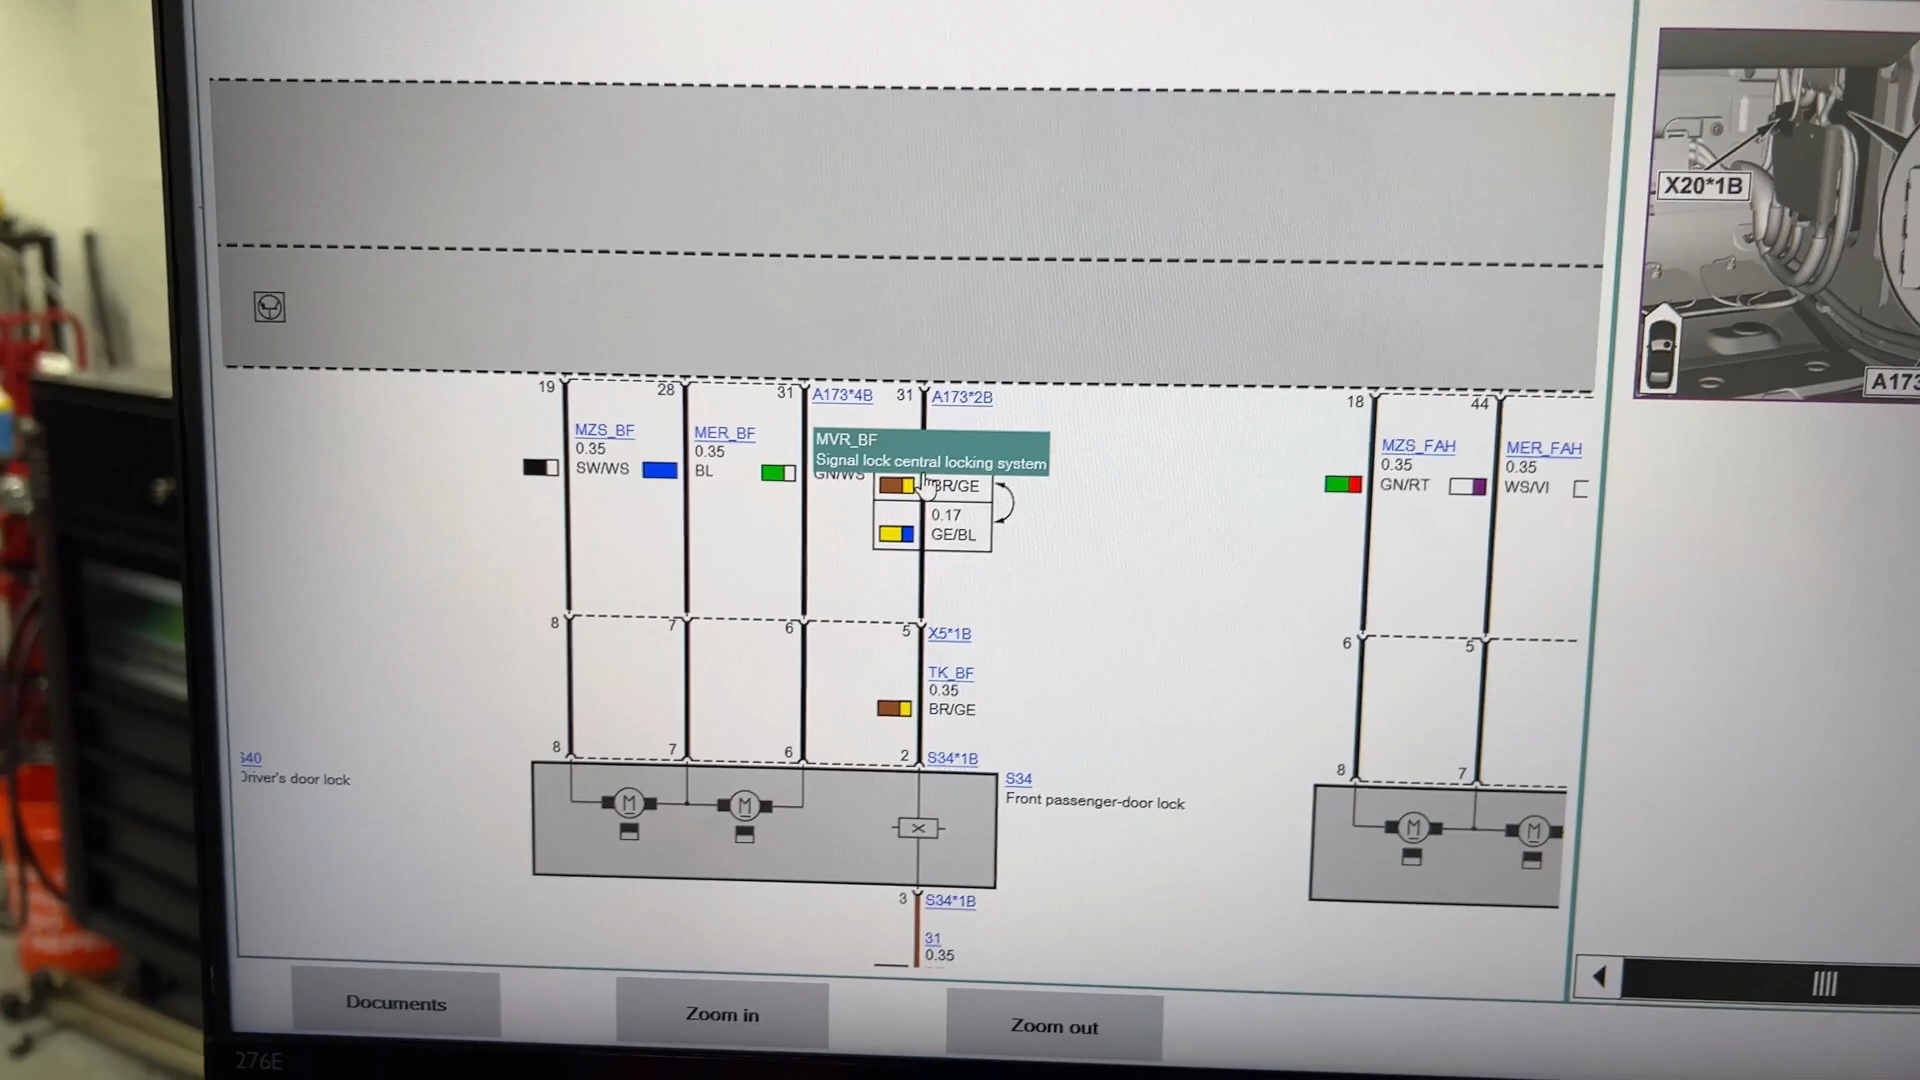 X20*1B
A173
19
28
31
A173*4B
31
A173*2B
18
44
MZS_BF
0.35
SW/WS
MER_BF
0.35
BL
MVR_BF
Signal lock central locking system
GN/WS
BR/GE
0.17
GE/BL
MZS_FAH
0.35
GN/RT
MER_FAH
0.35
WS/VI
8
7
6
5
X5*1B
6
5
TK_BF
0.35
BR/GE
8
7
6
2
S34*1B
8
7
Driver's door lock
M
M
S34
Front passenger-door lock
M
M
3
S34*1B
31
0.35
Documents
Zoom in
Zoom out
276E